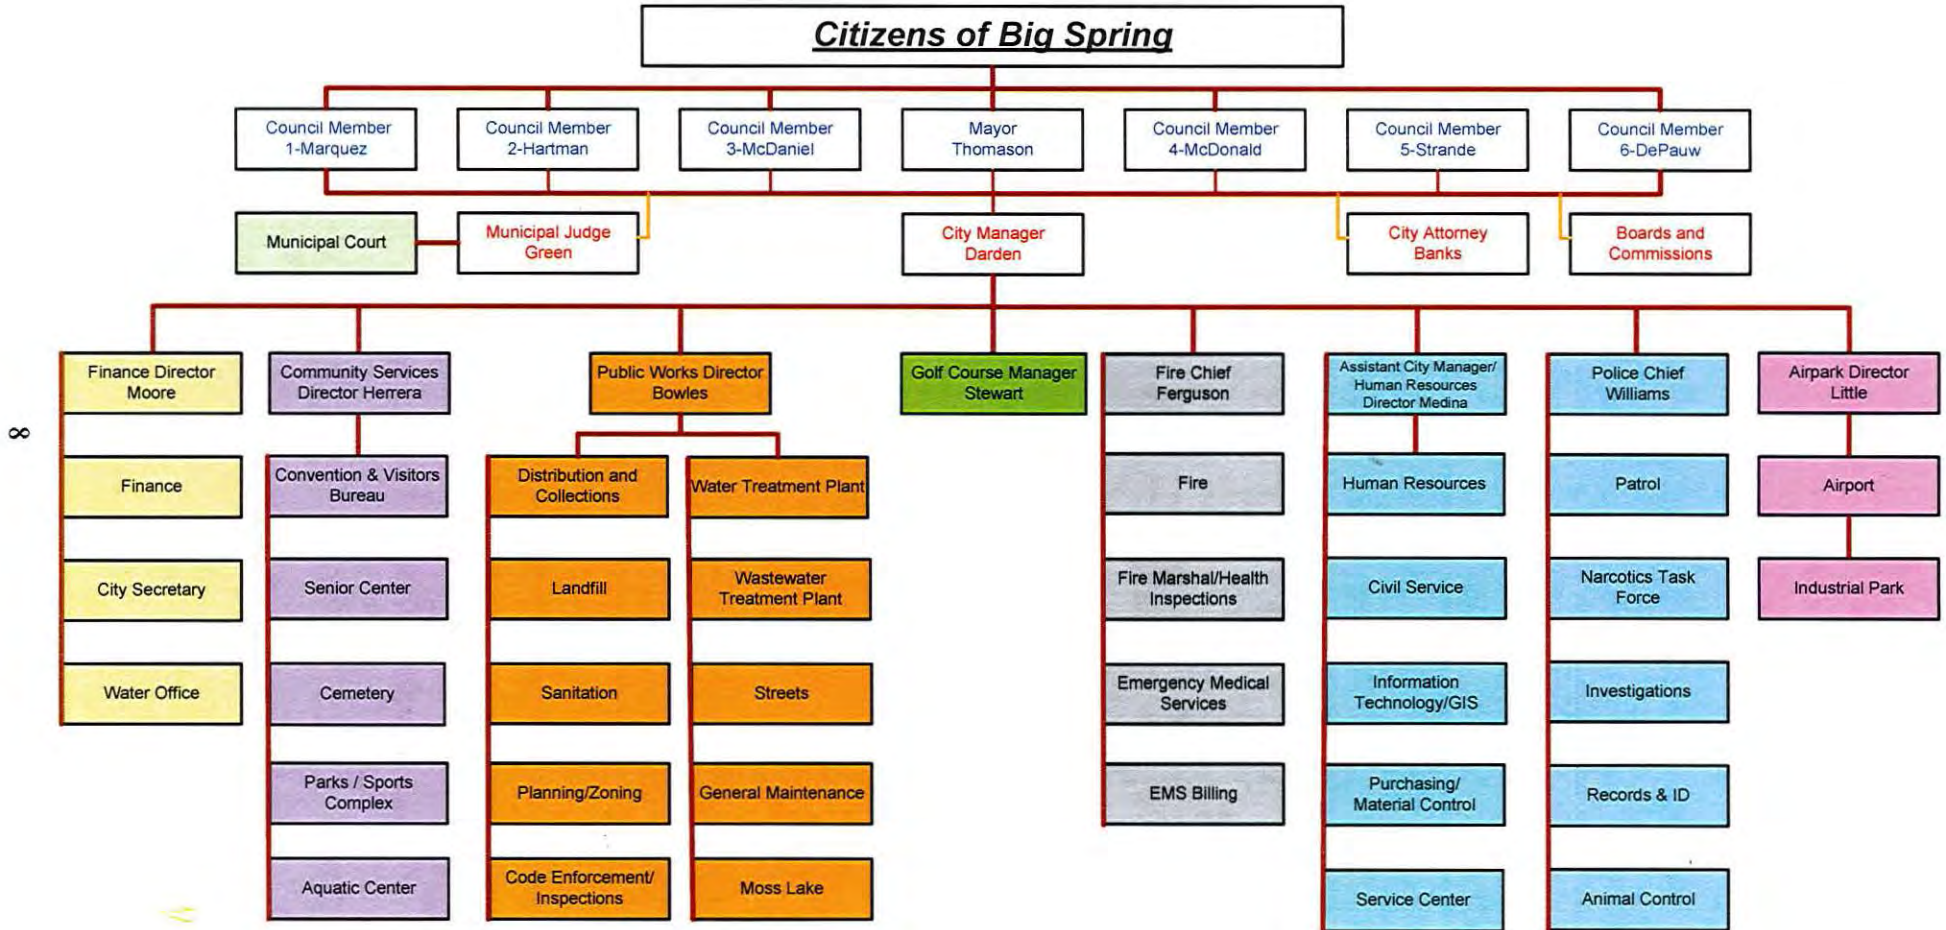 Citizens of Big Spring
Council Member
1-Marquez
Council Member
2-Hartman
Council Member
3-McDaniel
Mayor
Thomason
Council Member
4-McDonald
Council Member
5-Strande
Council Member
6-DePauw
Municipal Court
Municipal Judge
Green
City Manager
Darden
City Attorney
Banks
Boards and
Commissions
Finance Director
Moore
Community Services
Director Herrera
Public Works Director
Bowles
Golf Course Manager
Stewart
Fire Chief
Ferguson
Assistant City Manager/
Human Resources
Director Medina
Police Chief
Williams
Airpark Director
Little
8
Finance
Convention & Visitors
Bureau
Distribution and
Collections
Water Treatment Plant
Fire
Human Resources
Patrol
Airport
City Secretary
Senior Center
Landfill
Wastewater
Treatment Plant
Fire Marshal/Health
Inspections
Civil Service
Narcotics Task
Force
Industrial Park
Water Office
Cemetery
Sanitation
Streets
Emergency Medical
Services
Information
Technology/GIS
Investigations
Parks / Sports
Complex
Planning/Zoning
General Maintenance
EMS Billing
Purchasing/
Material Control
Records & ID
Aquatic Center
Code Enforcement/
Inspections
Moss Lake
Service Center
Animal Control